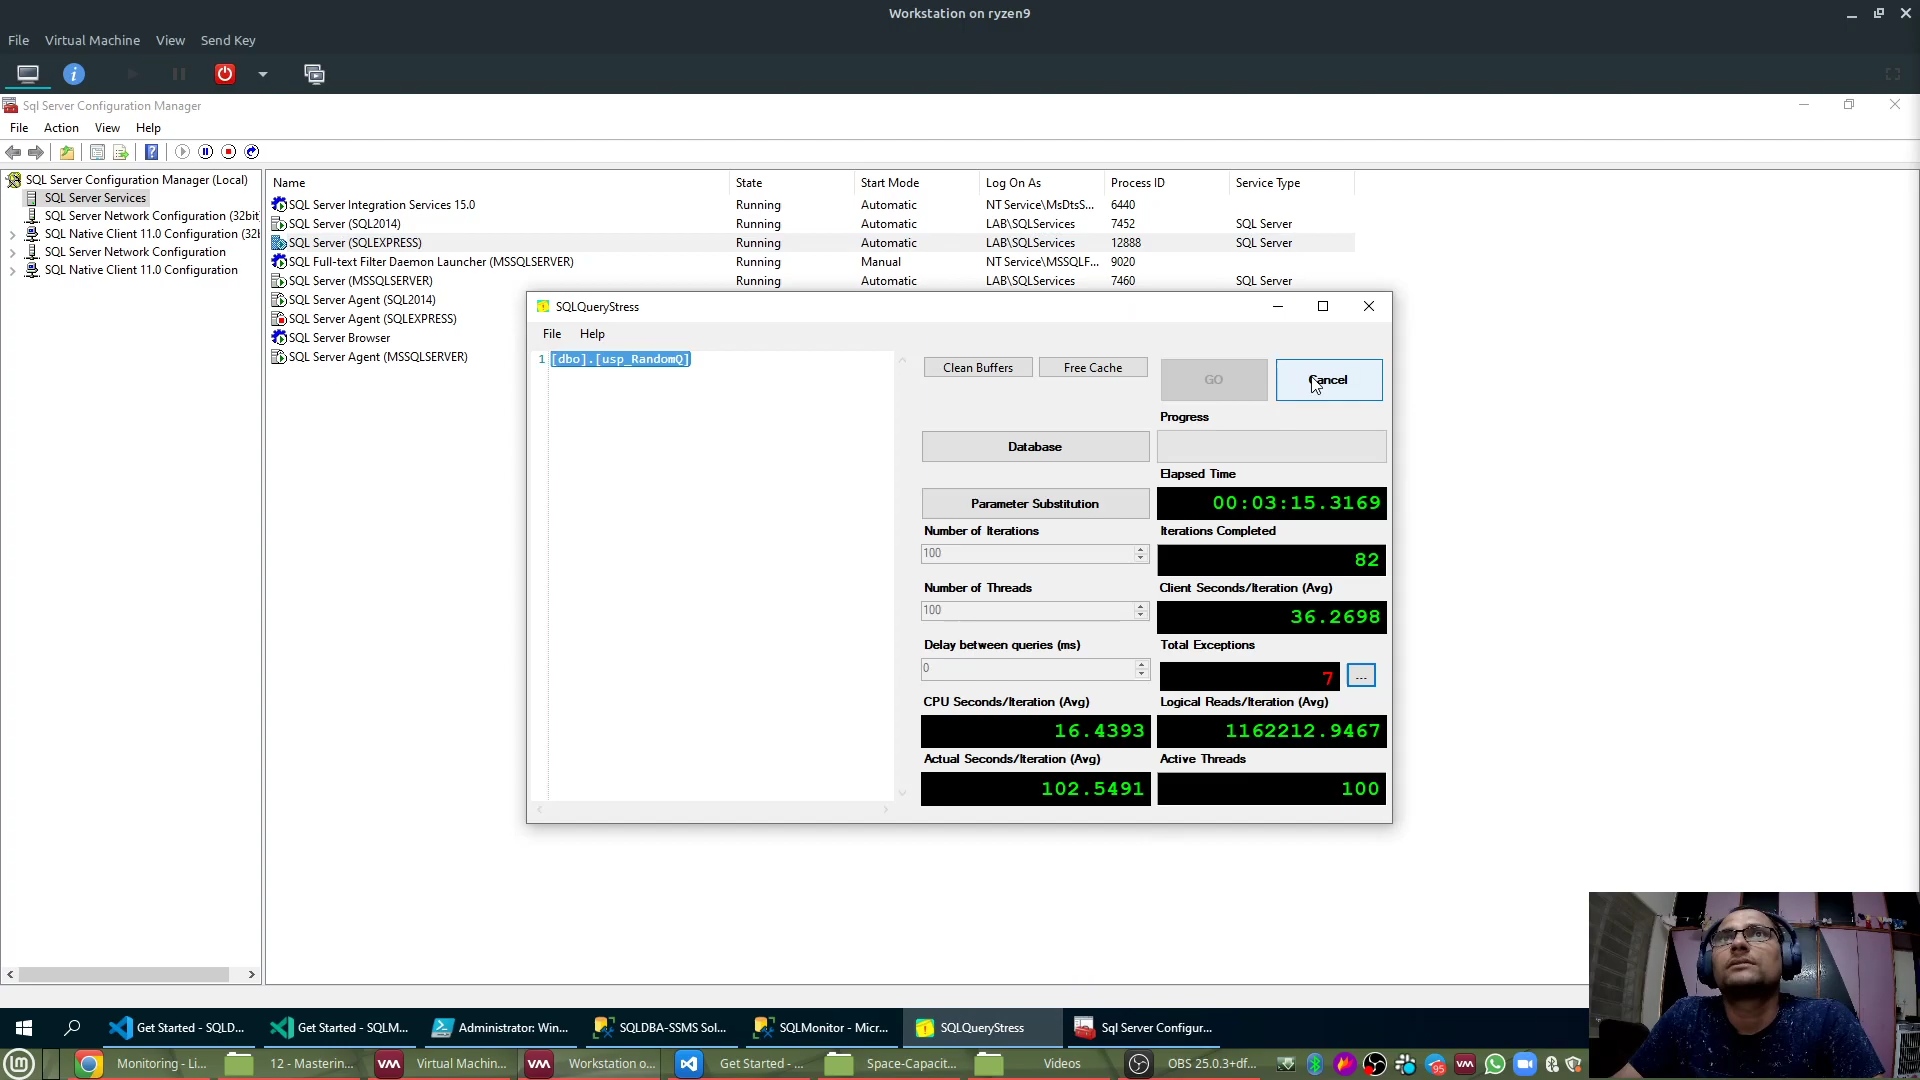 Workstation on ryzen9
File Virtual Machine View Send Key
Sql Server Configuration Manager
File Action View Help
SQL Server Configuration Manager (Local)
SQL Server Services
SQL Server Network Configuration (32bit
SQL Native Client 11.0 Configuration (32l
SQL Server Network Configuration
SQL Native Client 11.0 Configuration
Name State Start Mode Log On As Process ID Service Type
SQL Server Integration Services 15.0 Running Automatic NT Service\MsDtsS... 6440
SQL Server (SQL2014) Running Automatic LAB\SQLServices 7452 SQL Server
SQL Server (SQLEXPRESS) Running Automatic LAB\SQLServices 12888 SQL Server
SQL Full-text Filter Daemon Launcher (MSSQLSERVER) Running Manual NT Service\MSSQLF... 9020
SQL Server (MSSQLSERVER) Running Automatic LAB\SQLServices 7460 SQL Server
SQL Server Agent (SQL2014)
SQL Server Agent (SQLEXPRESS)
SQL Server Browser
SQL Server Agent (MSSQLSERVER)
SQLQueryStress
File Help
1 [dbo].[usp_RandomQ]
Clean Buffers Free Cache GO Cancel
Progress
Database
Elapsed Time
Parameter Substitution 00:03:15.3169
Number of Iterations Iterations Completed
100 82
Number of Threads Client Seconds/Iteration (Avg)
100 36.2698
Delay between queries (ms) Total Exceptions
0 7 ...
CPU Seconds/Iteration (Avg) Logical Reads/Iteration (Avg)
16.4393 1162212.9467
Actual Seconds/Iteration (Avg) Active Threads
102.5491 100
Get Started - SQLD... Get Started - SQLM... Administrator: Win... SQLDBA-SSMS Sol... SQLMonitor - Micr... SQLQueryStress Sql Server Configur...
Monitoring - Li... 12 - Masterin... Virtual Machin... Workstation o... Get Started - ... Space-Capacit... Videos OBS 25.0.3+df... 95